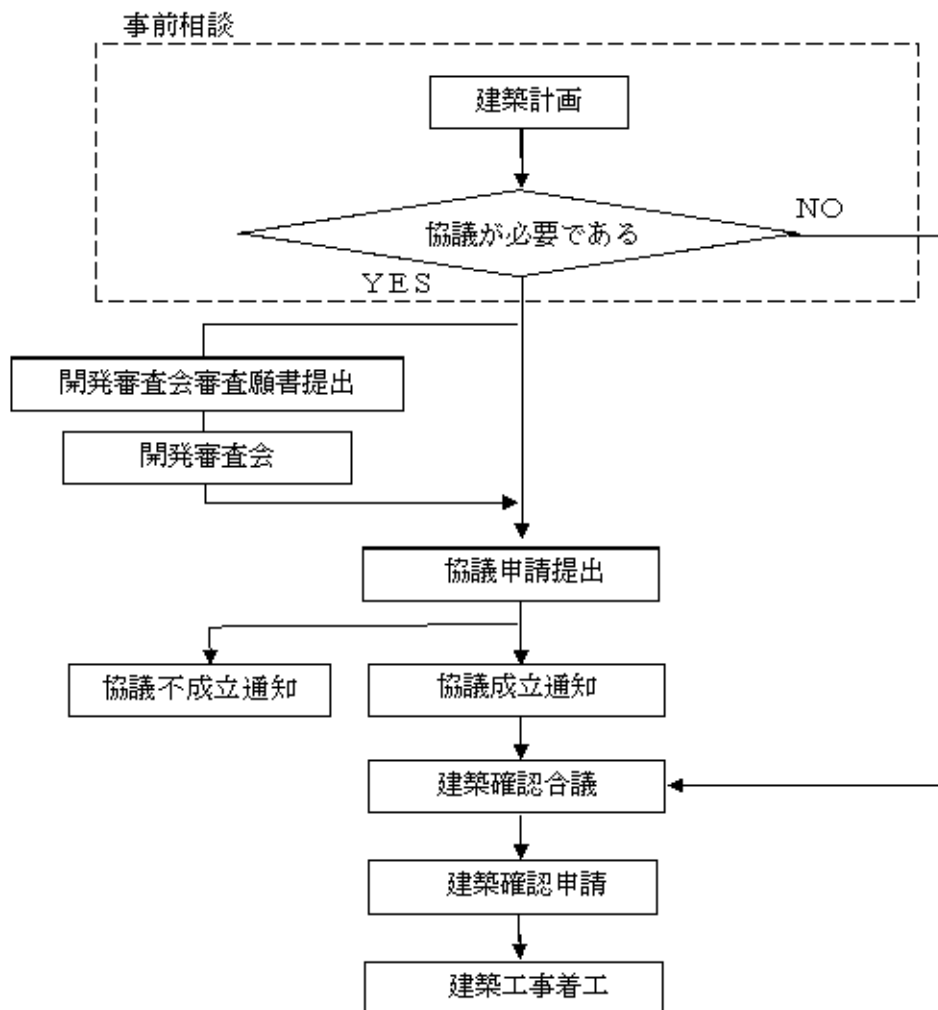 事前相談
建築計画
協議が必要である
NO
YES
開発審査会審査願書提出
開発審査会
協議申請提出
協議不成立通知
協議成立通知
建築確認合議
建築確認申請
建築工事着工